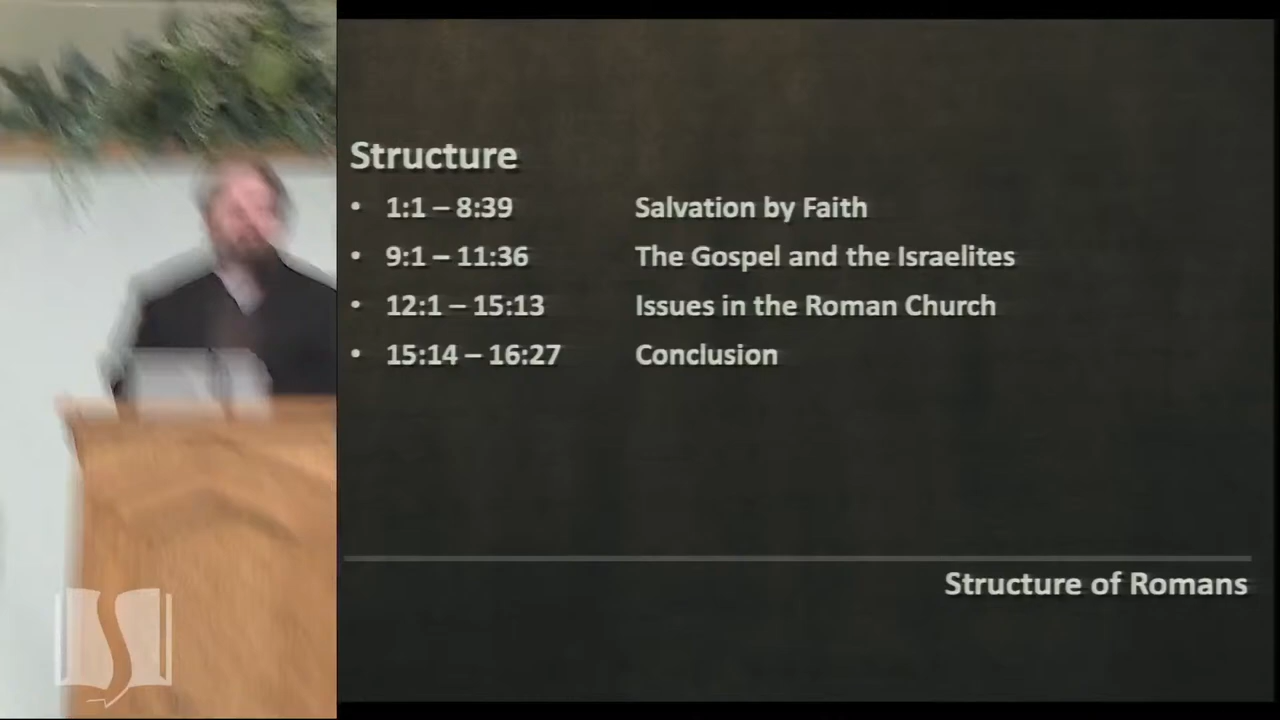 Structure
• 1:1 – 8:39 Salvation by Faith
• 9:1 – 11:36 The Gospel and the Israelites
• 12:1 – 15:13 Issues in the Roman Church
• 15:14 – 16:27 Conclusion
Structure of Romans